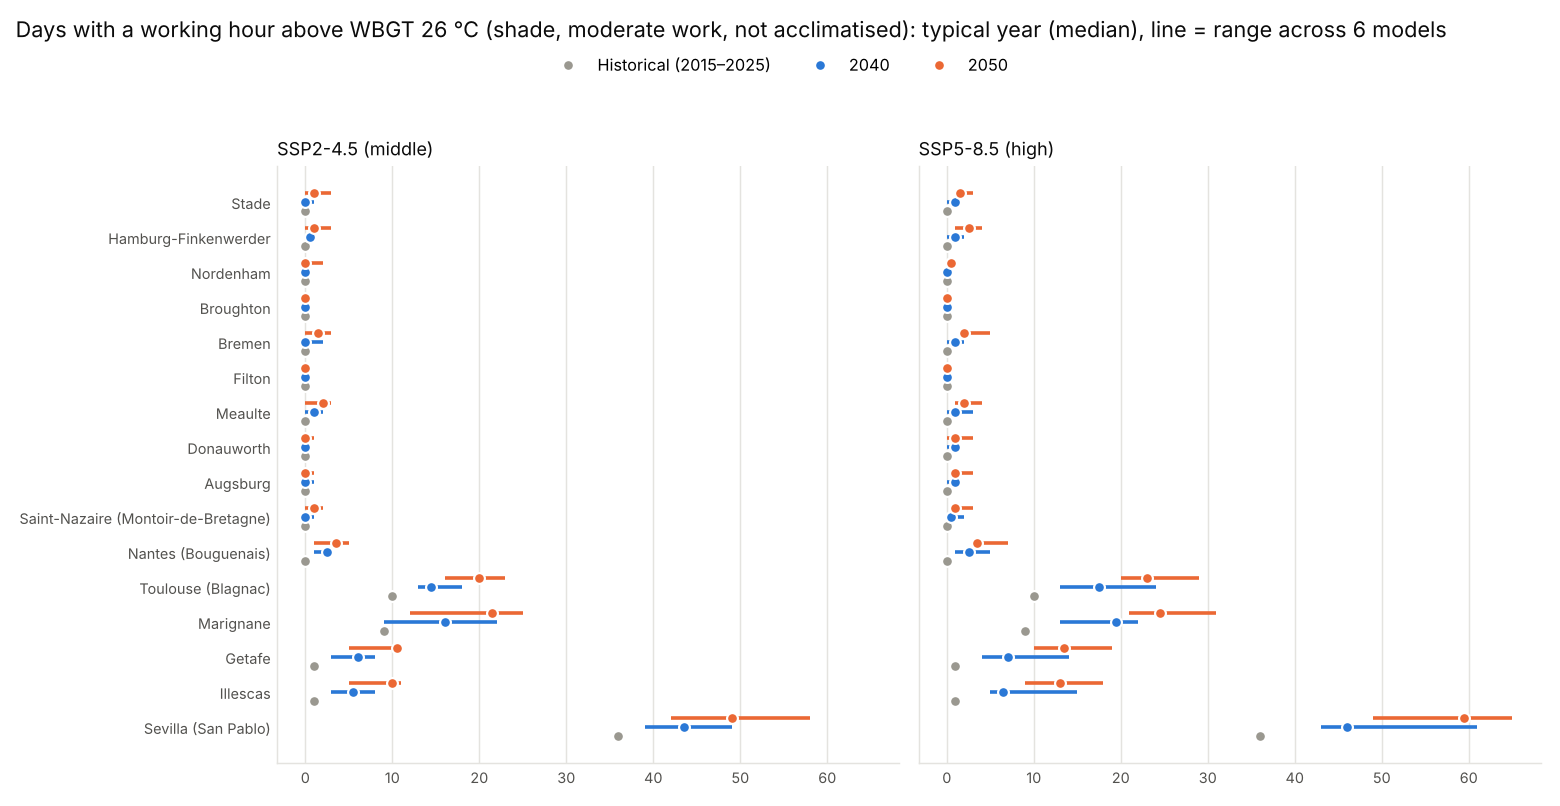 Days with a working hour above WBGT 26 °C (shade, moderate work, not acclimatised): typical year (median), line = range across 6 models
Historical (2015–2025) 2040 2050
SSP2-4.5 (middle) SSP5-8.5 (high)
Stade
Hamburg-Finkenwerder
Nordenham
Broughton
Bremen
Filton
Meaulte
Donauworth
Augsburg
Saint-Nazaire (Montoir-de-Bretagne)
Nantes (Bouguenais)
Toulouse (Blagnac)
Marignane
Getafe
Illescas
Sevilla (San Pablo)
0 10 20 30 40 50 60 0 10 20 30 40 50 60